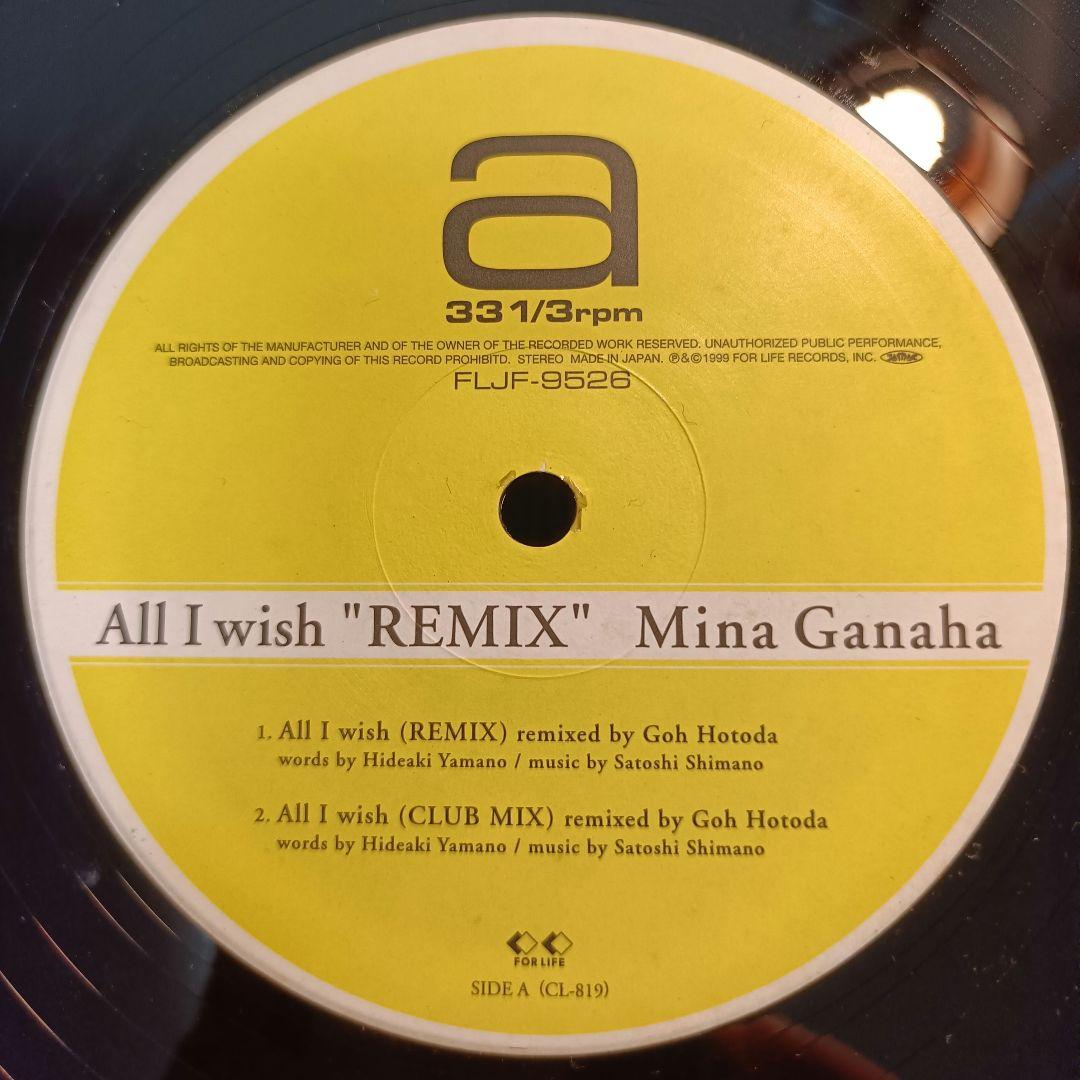 a
33 1/3rpm
ALL RIGHTS OF THE MANUFACTURER AND OF THE OWNER OF THE RECORDED WORK RESERVED. UNAUTHORIZED PUBLIC PERFORMANCE,
BROADCASTING AND COPYING OF THIS RECORD PROHIBITD. STEREO MADE IN JAPAN. ℗&©1999 FOR LIFE RECORDS, INC.
FLJF-9526
All I wish "REMIX" Mina Ganaha
1. All I wish (REMIX) remixed by Goh Hotoda
words by Hideaki Yamano / music by Satoshi Shimano
2. All I wish (CLUB MIX) remixed by Goh Hotoda
words by Hideaki Yamano / music by Satoshi Shimano
FOR LIFE
SIDE A (CL-819)